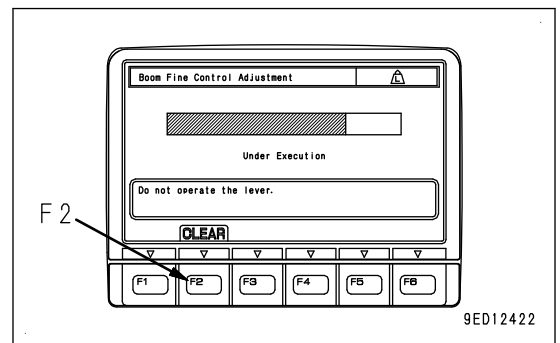 Boom Fine Control Adjustment
L
Under Execution
Do not operate the lever.
CLEAR
F2
F1 F2 F3 F4 F5 F6
9ED12422